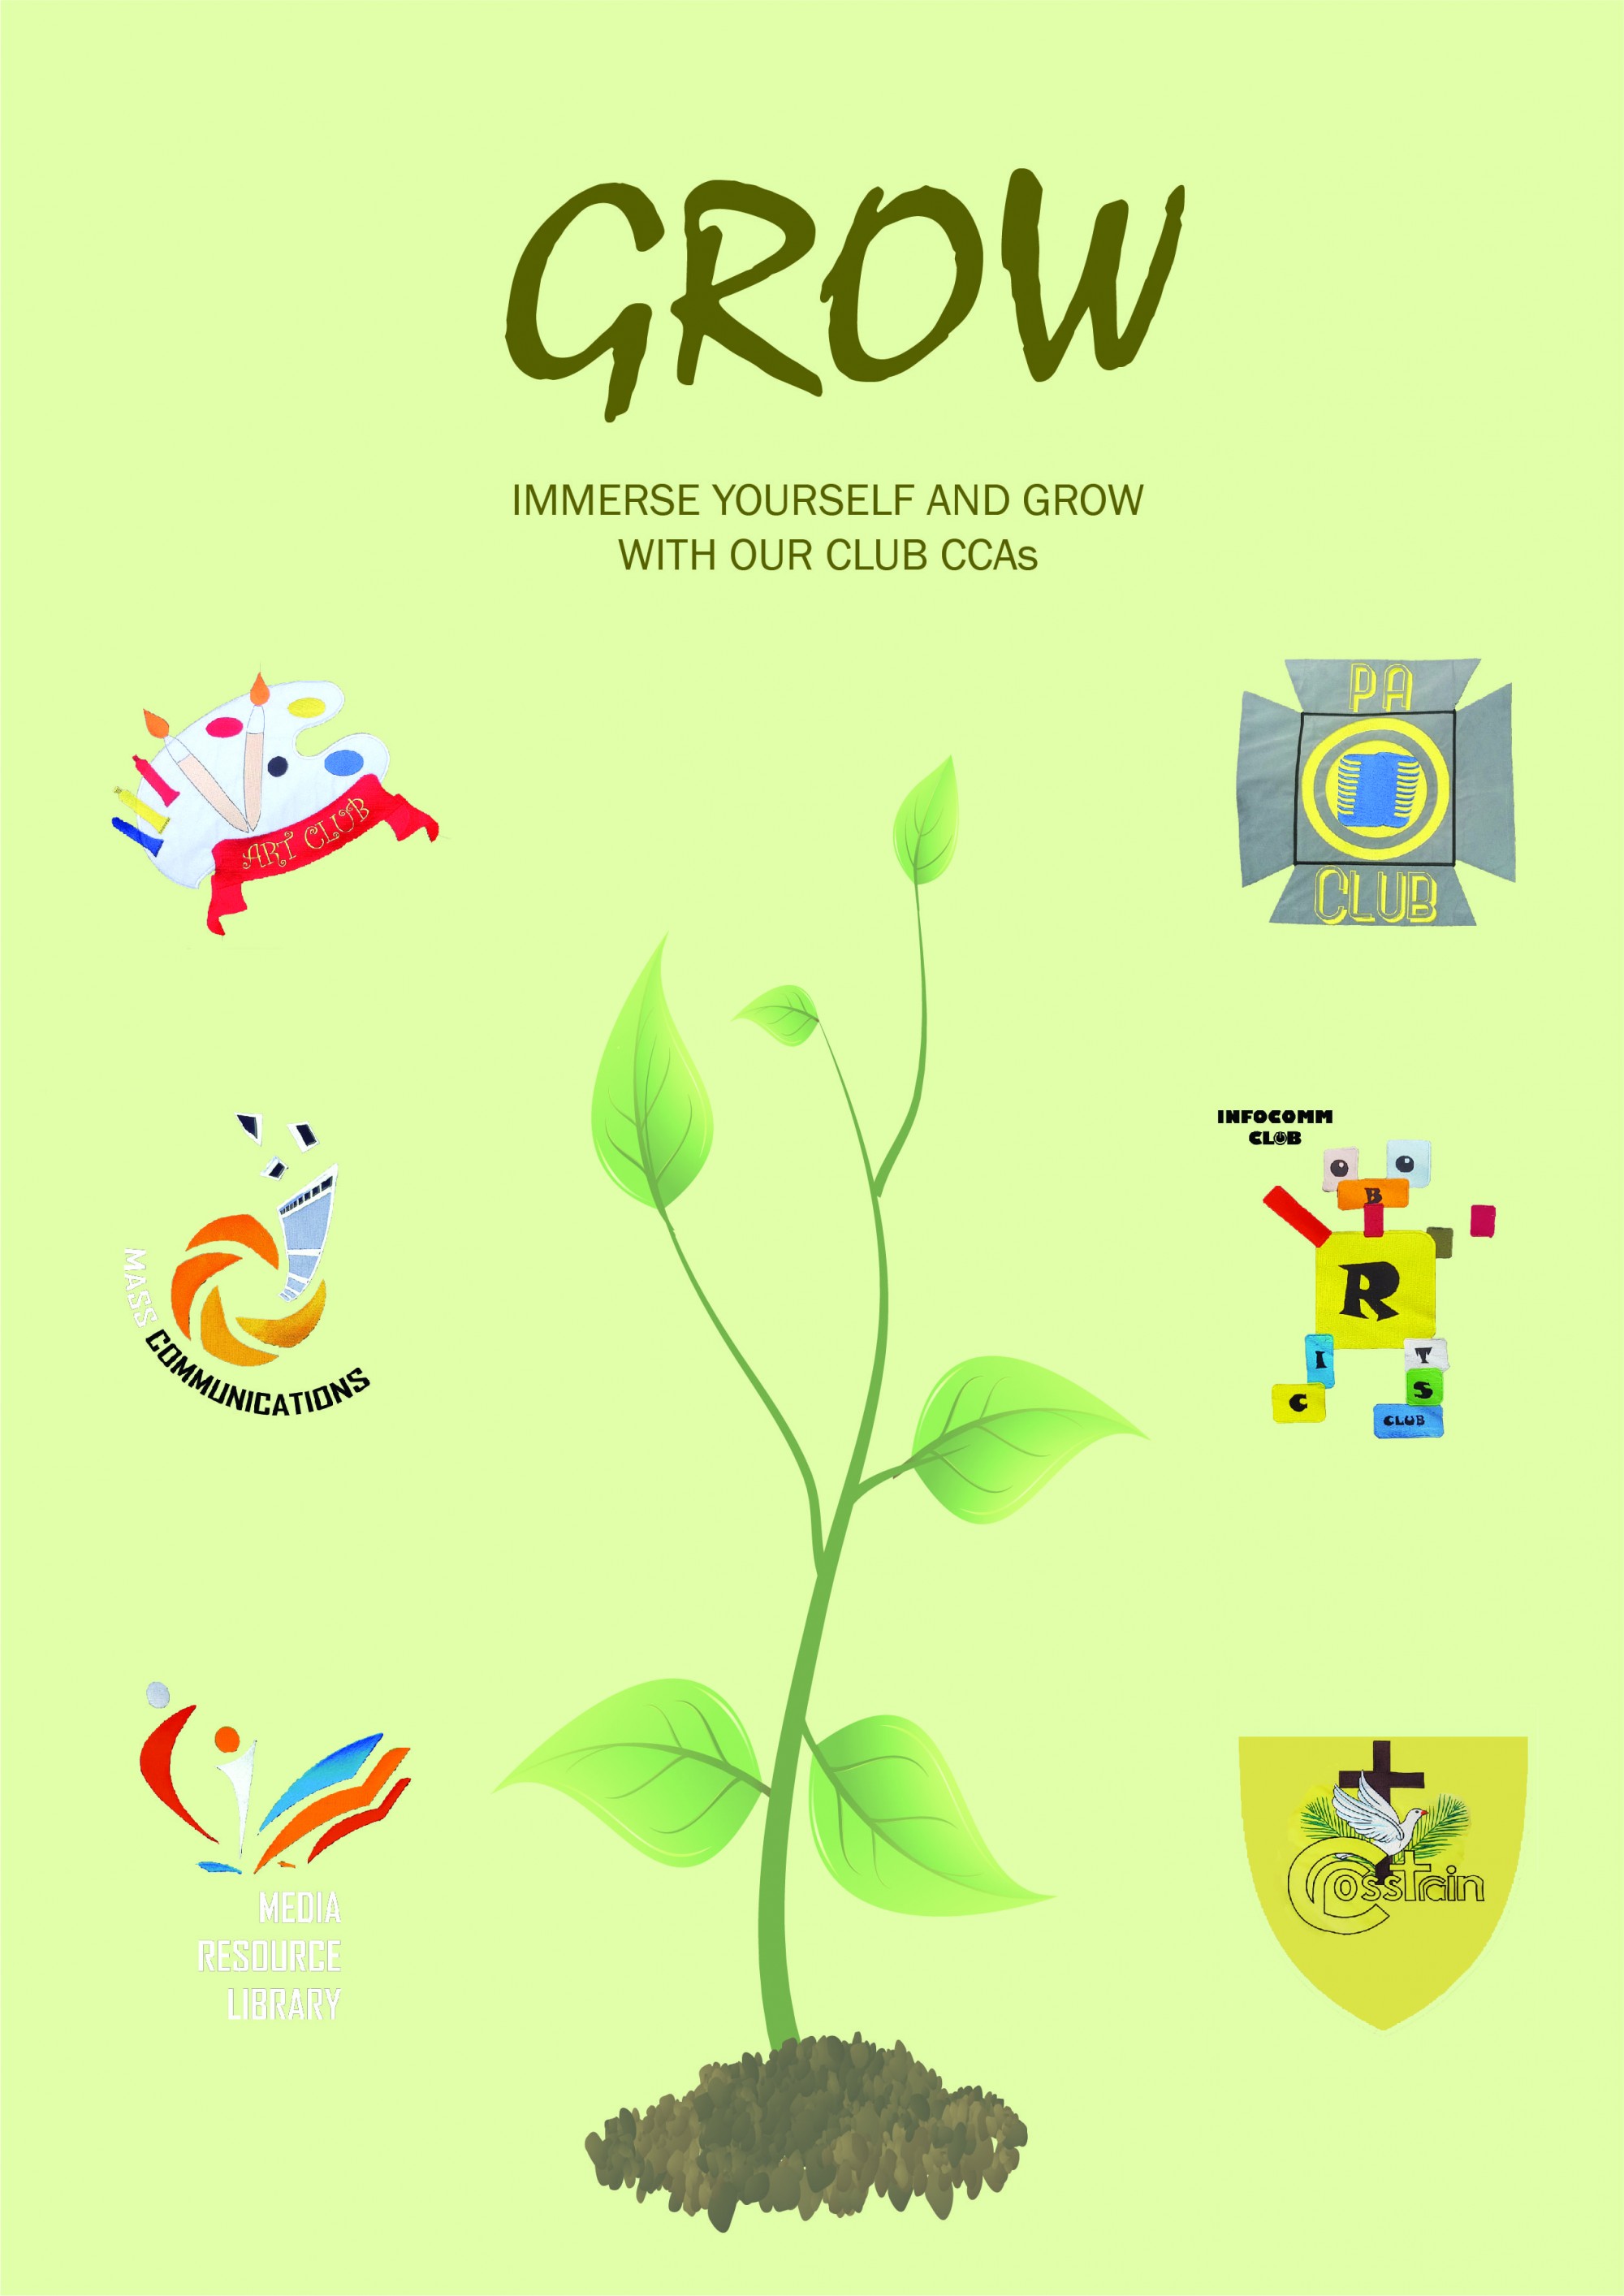 GROW
IMMERSE YOURSELF AND GROW
WITH OUR CLUB CCAs
ART CLUB
PA
CLUB
MASS COMMUNICATIONS
INFOCOMM
CLUB
B
R
I
T
C
S
CLUB
MEDIA
RESOURCE
LIBRARY
Crosstrain